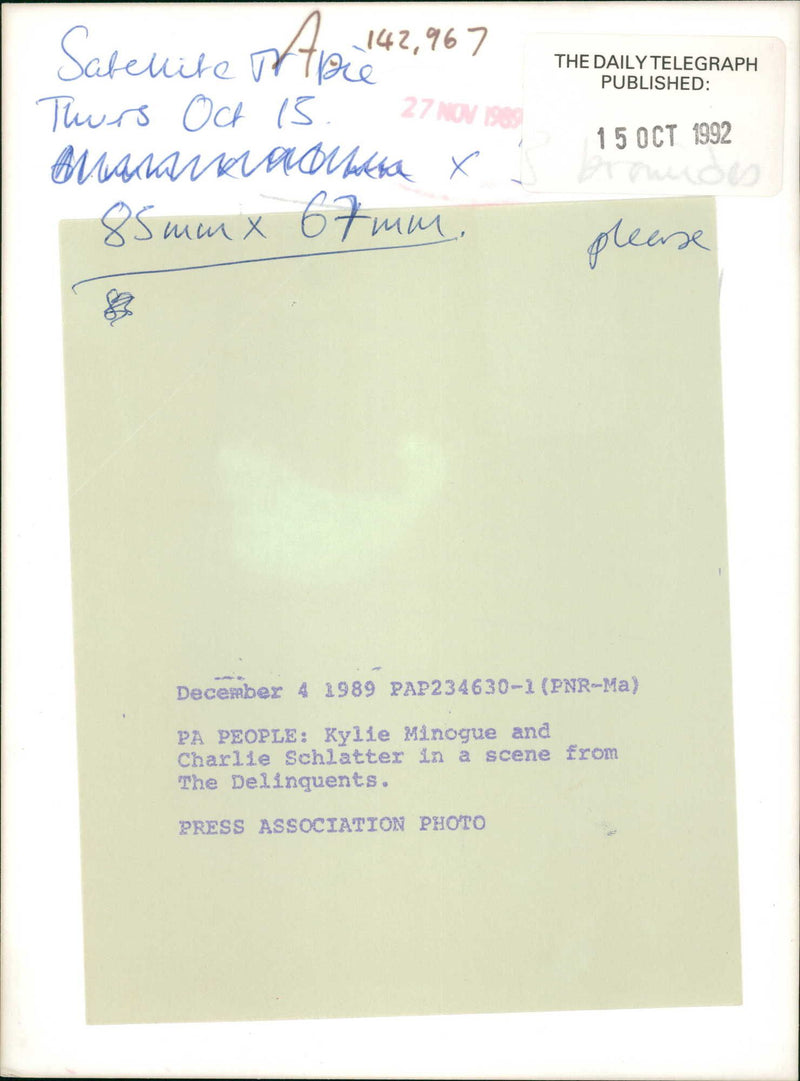 A. 142,967
Satellite TV pic
Thurs Oct 15.
27 NOV 1989
THE DAILY TELEGRAPH
PUBLISHED:
15 OCT 1992
x
bromides
85mm x 67mm.
please
December 4 1989 PAP234630-1(PNR-Ma)
PA PEOPLE: Kylie Minogue and
Charlie Schlatter in a scene from
The Delinquents.
PRESS ASSOCIATION PHOTO